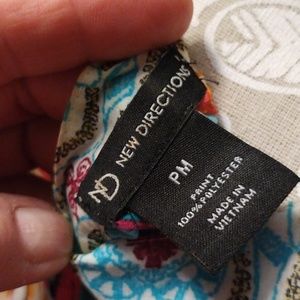 ND NEW DIRECTIONS
PM
PRINT
100% POLYESTER
MADE IN
VIETNAM